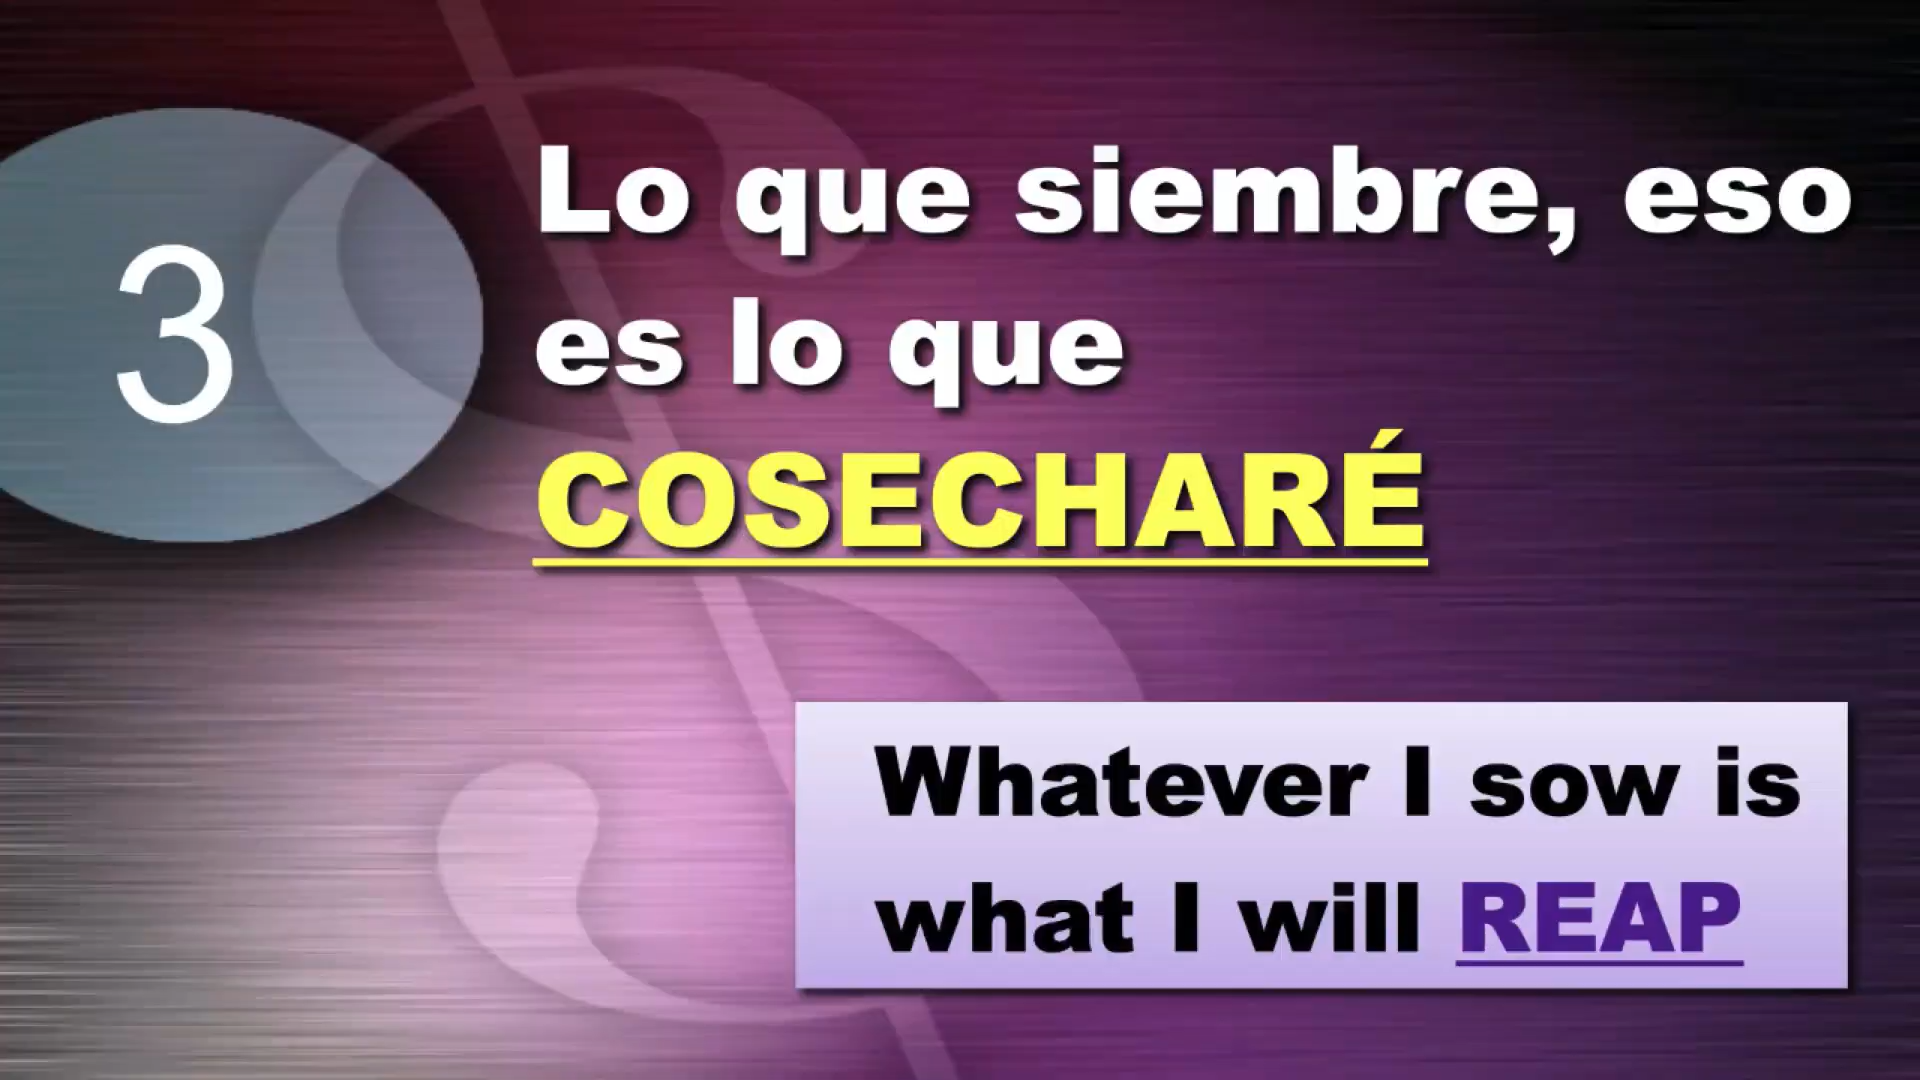 3
Lo que siembre, eso
es lo que
COSECHARÉ
Whatever I sow is
what I will REAP